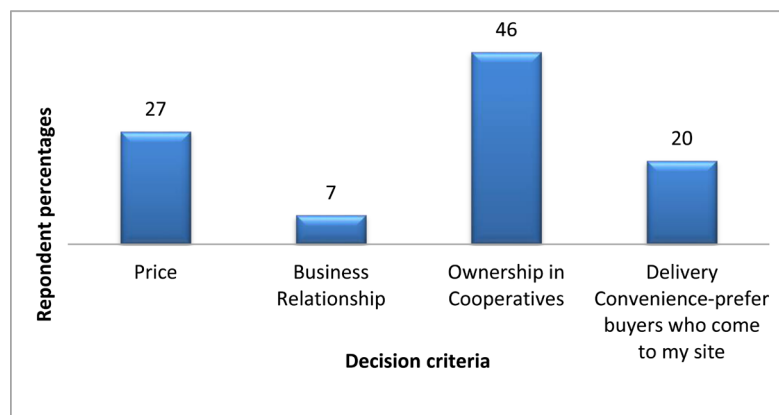 Repondent percentages
27
7
46
20
Price
Business
Relationship
Ownership in
Cooperatives
Delivery
Convenience-prefer
buyers who come
to my site
Decision criteria